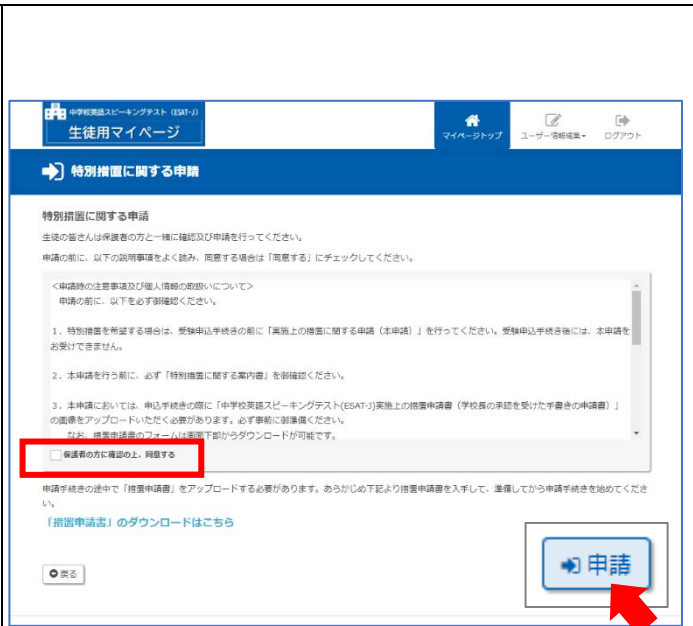 中学校英語スピーキングテスト (ESAT-J)
生徒用マイページ
マイページトップ
ユーザー情報編集
ログアウト
特別措置に関する申請
特別措置に関する申請
生徒の皆さんは保護者の方と一緒に確認及び申請を行ってください。
申請の前に、以下の説明事項をよく読み、同意する場合は「同意する」にチェックしてください。
<申請時の注意事項及び個人情報の取扱いについて>
申請の前に、以下を必ず御確認ください。
1．特別措置を希望する場合は、受験申込手続きの前に「実施上の措置に関する申請（本申請）」を行ってください。受験申込手続き後には、本申請を
お受けできません。
2．本申請を行う前に、必ず「特別措置に関する案内書」を御確認ください。
3．本申請においては、申込手続きの際に「中学校英語スピーキングテスト(ESAT-J)実施上の措置申請書（学校長の承認を受けた手書きの申請書）」
の画像をアップロードいただく必要があります。必ず事前に御準備ください。
なお、措置申請書のフォームは画面下部からダウンロードが可能です。
保護者の方に確認の上、同意する
申請手続きの途中で「措置申請書」をアップロードする必要があります。あらかじめ下記より措置申請書を入手して、準備してから申請手続きを始めてくださ
い。
「措置申請書」のダウンロードはこちら
戻る
申請